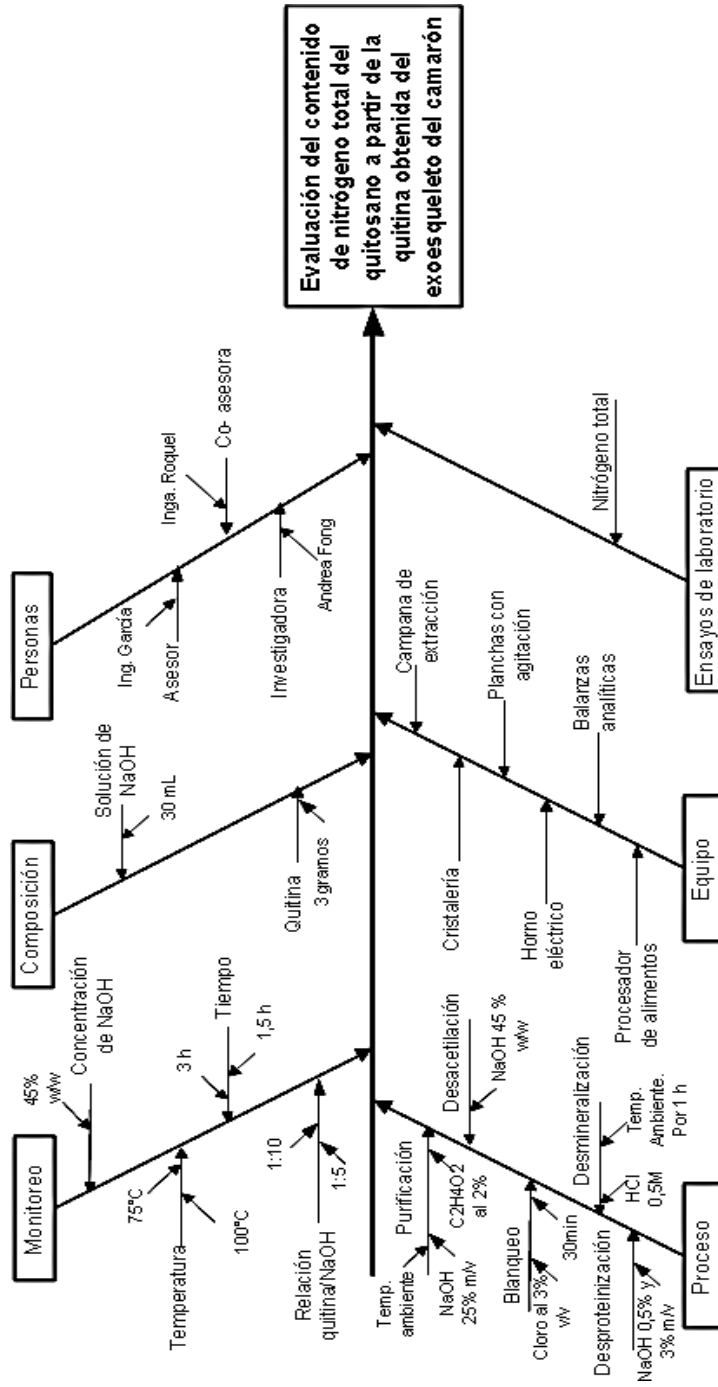 Monitoreo
45%
w/w
Concentración
de NaOH
75°C
Temperatura
100°C
3 h
Tiempo
1,5 h
1:10
Relación
quitina/NaOH
1:5
Composición
Solución de
NaOH
30 mL
Quitina
3 gramos
Personas
Ing. García
Asesor
Inga. Roquel
Co- asesora
Investigadora
Andrea Fong
Evaluación del contenido
de nitrógeno total del
quitosano a partir de la
quitina obtenida del
exoesqueleto del camarón
Temp.
ambiente
Purificación
NaOH
25% m/v
C2H4O2
al 2%
Desacetilación
NaOH 45 %
w/w
Blanqueo
Cloro al 3%
v/v
30min
Desmineralización
Temp.
Ambiente.
Por 1 h
HCl
0,5M
Desproteinización
NaOH 0,5% y
3% m/v
Proceso
Campana de
extracción
Cristalería
Planchas con
agitación
Horno
eléctrico
Balanzas
analíticas
Procesador
de alimentos
Equipo
Nitrógeno total
Ensayos de laboratorio